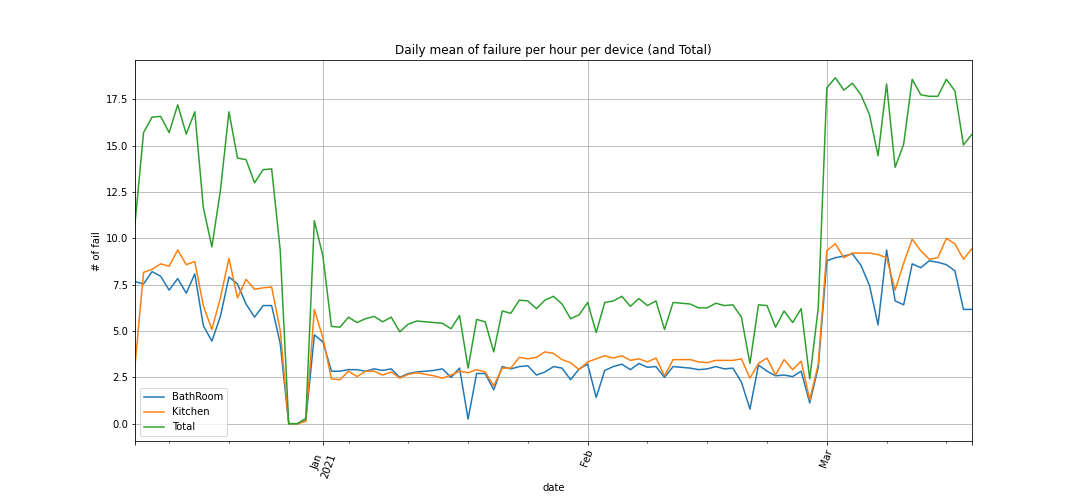 Daily mean of failure per hour per device (and Total)
# of fail
17.5
15.0
12.5
10.0
7.5
5.0
2.5
0.0
BathRoom
Kitchen
Total
Jan
2021
Feb
Mar
date